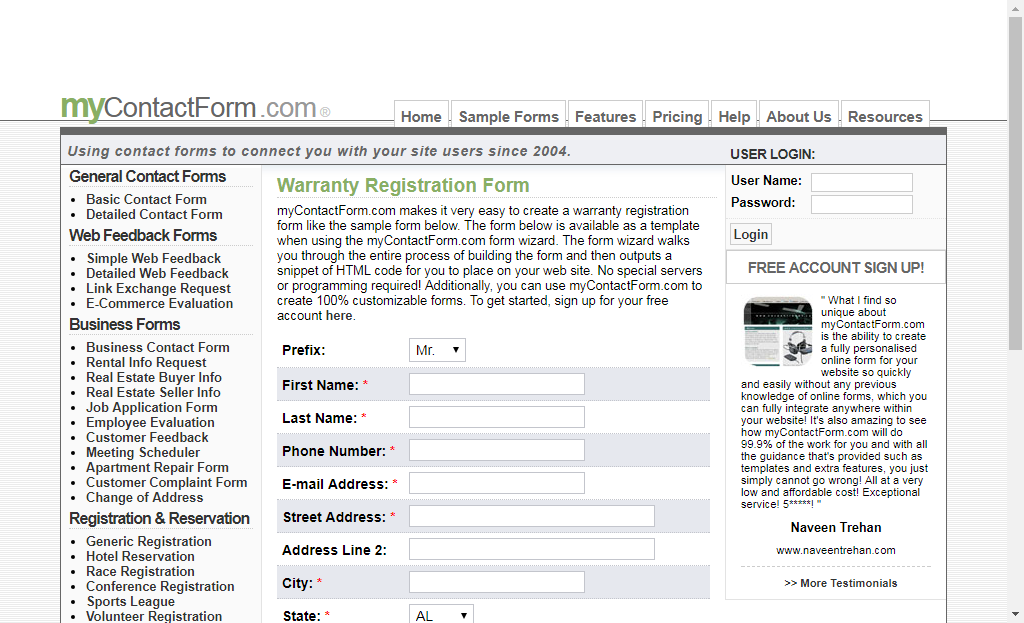 myContactForm.com®
Home Sample Forms Features Pricing Help About Us Resources
Using contact forms to connect you with your site users since 2004.
General Contact Forms
Basic Contact Form
Detailed Contact Form
Web Feedback Forms
Simple Web Feedback
Detailed Web Feedback
Link Exchange Request
E-Commerce Evaluation
Business Forms
Business Contact Form
Rental Info Request
Real Estate Buyer Info
Real Estate Seller Info
Job Application Form
Employee Evaluation
Customer Feedback
Meeting Scheduler
Apartment Repair Form
Customer Complaint Form
Change of Address
Registration & Reservation
Generic Registration
Hotel Reservation
Race Registration
Conference Registration
Sports League
Volunteer Registration
Warranty Registration Form
myContactForm.com makes it very easy to create a warranty registration
form like the sample form below. The form below is available as a template
when using the myContactForm.com form wizard. The form wizard walks
you through the entire process of building the form and then outputs a
snippet of HTML code for you to place on your web site. No special servers
or programming required! Additionally, you can use myContactForm.com to
create 100% customizable forms. To get started, sign up for your free
account here.
Prefix: Mr.
First Name: *
Last Name: *
Phone Number: *
E-mail Address: *
Street Address: *
Address Line 2:
City: *
State: * AL
USER LOGIN:
User Name:
Password:
Login
FREE ACCOUNT SIGN UP!
" What I find so
unique about
myContactForm.com
is the ability to create
a fully personalised
online form for your
website so quickly
and easily without any previous
knowledge of online forms, which you
can fully integrate anywhere within
your website! It's also amazing to see
how myContactForm.com will do
99.9% of the work for you and with all
the guidance that's provided such as
templates and extra features, you just
simply cannot go wrong! All at a very
low and affordable cost! Exceptional
service! 5*****! "
Naveen Trehan
www.naveentrehan.com
>> More Testimonials